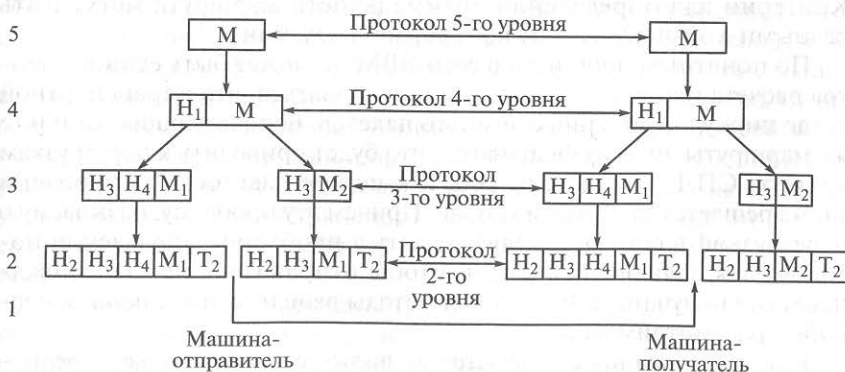 5
M
Протокол 5-го уровня
M
4
H₁ M
Протокол 4-го уровня
H₁ M
3
H₃ H₄ M₁
H₃ M₂
Протокол
3-го уровня
H₃ H₄ M₁
H₃ M₂
2
H₂ H₃ H₄ M₁ T₂
H₂ H₃ M₂ T₂
Протокол
2-го
уровня
H₂ H₃ H₄ M₁ T₂
H₂ H₃ M₂ T₂
1
Машина-
отправитель
Машина-
получатель